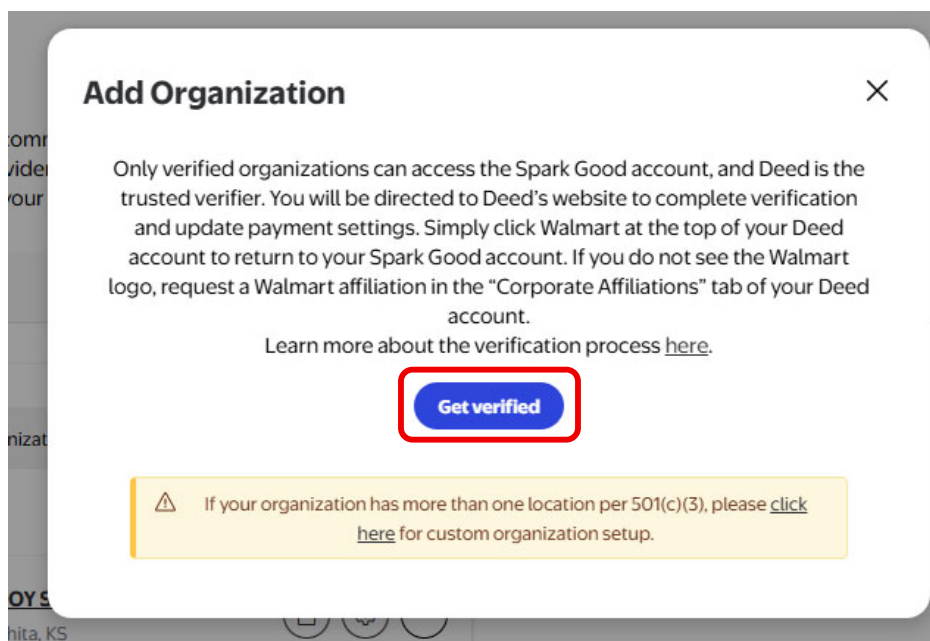 Add Organization
Only verified organizations can access the Spark Good account, and Deed is the
trusted verifier. You will be directed to Deed's website to complete verification
and update payment settings. Simply click Walmart at the top of your Deed
account to return to your Spark Good account. If you do not see the Walmart
logo, request a Walmart affiliation in the “Corporate Affiliations” tab of your Deed
account.
Learn more about the verification process here.
Get verified
If your organization has more than one location per 501(c)(3), please click
here for custom organization setup.
your
OY S
hita, KS